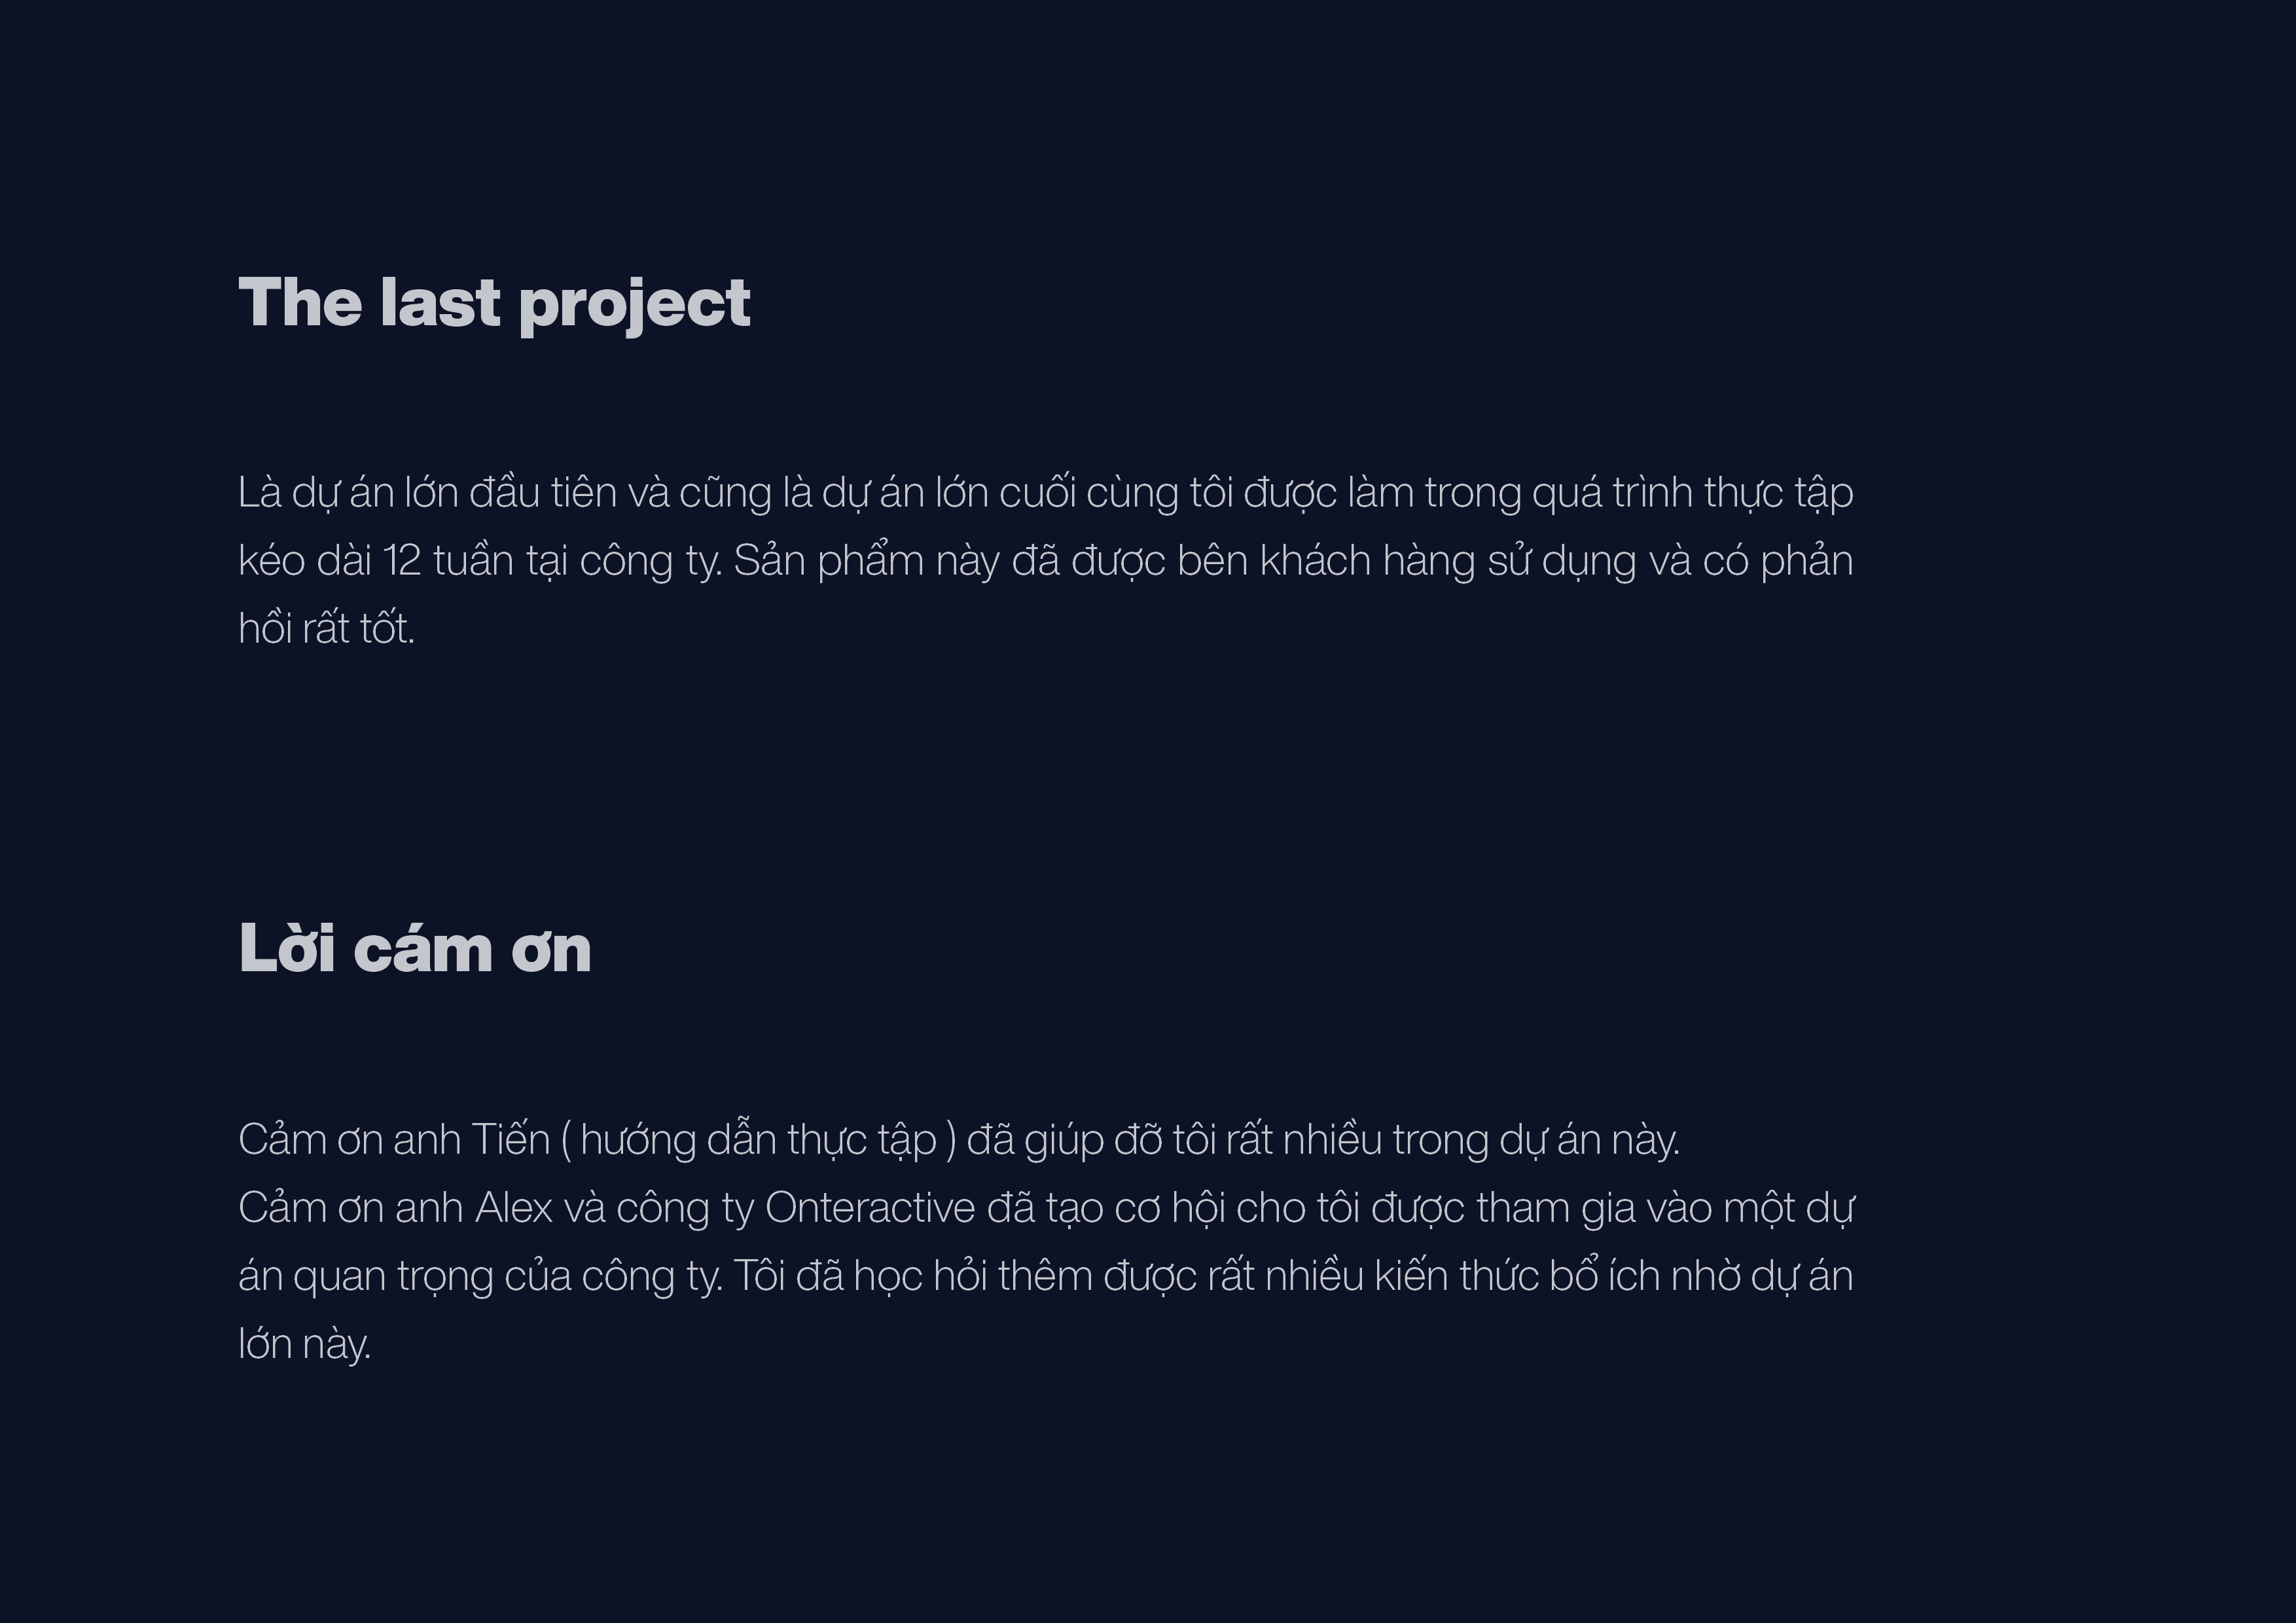 The last project
Là dự án lớn đầu tiên và cũng là dự án lớn cuối cùng tôi được làm trong quá trình thực tập
kéo dài 12 tuần tại công ty. Sản phẩm này đã được bên khách hàng sử dụng và có phản
hồi rất tốt.
Lời cám ơn
Cảm ơn anh Tiến ( hướng dẫn thực tập ) đã giúp đỡ tôi rất nhiều trong dự án này.
Cảm ơn anh Alex và công ty Onteractive đã tạo cơ hội cho tôi được tham gia vào một dự
án quan trọng của công ty. Tôi đã học hỏi thêm được rất nhiều kiến thức bổ ích nhờ dự án
lớn này.